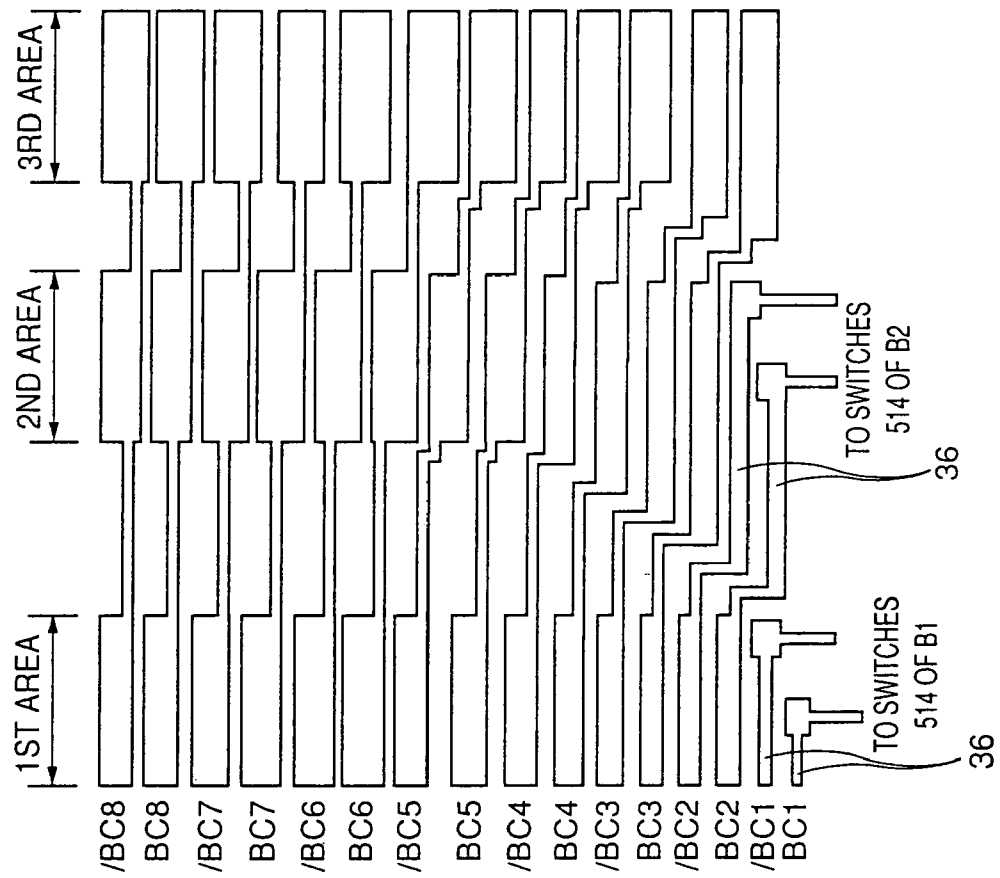 1ST AREA
2ND AREA
3RD AREA
/BC8
BC8
/BC7
BC7
/BC6
BC6
/BC5
BC5
/BC4
BC4
/BC3
BC3
/BC2
BC2
/BC1
BC1
TO SWITCHES
514 OF B1
36
TO SWITCHES
514 OF B2
36